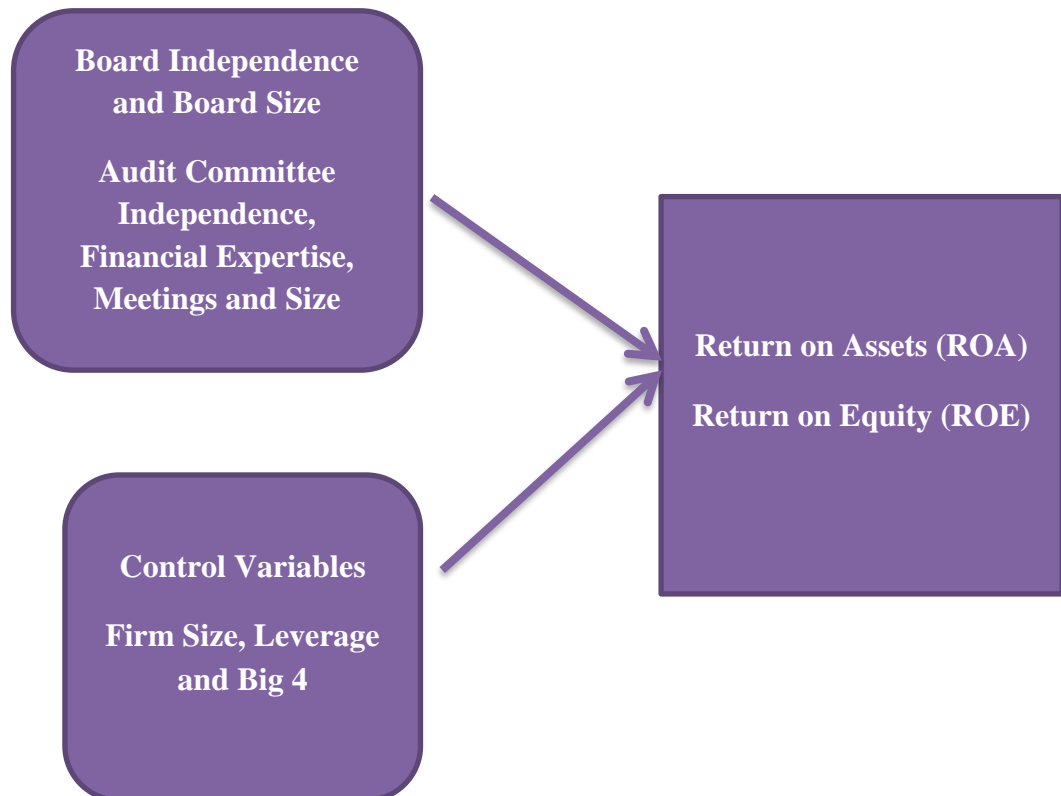 Board Independence
and Board Size
Audit Committee
Independence,
Financial Expertise,
Meetings and Size
Return on Assets (ROA)
Return on Equity (ROE)
Control Variables
Firm Size, Leverage
and Big 4